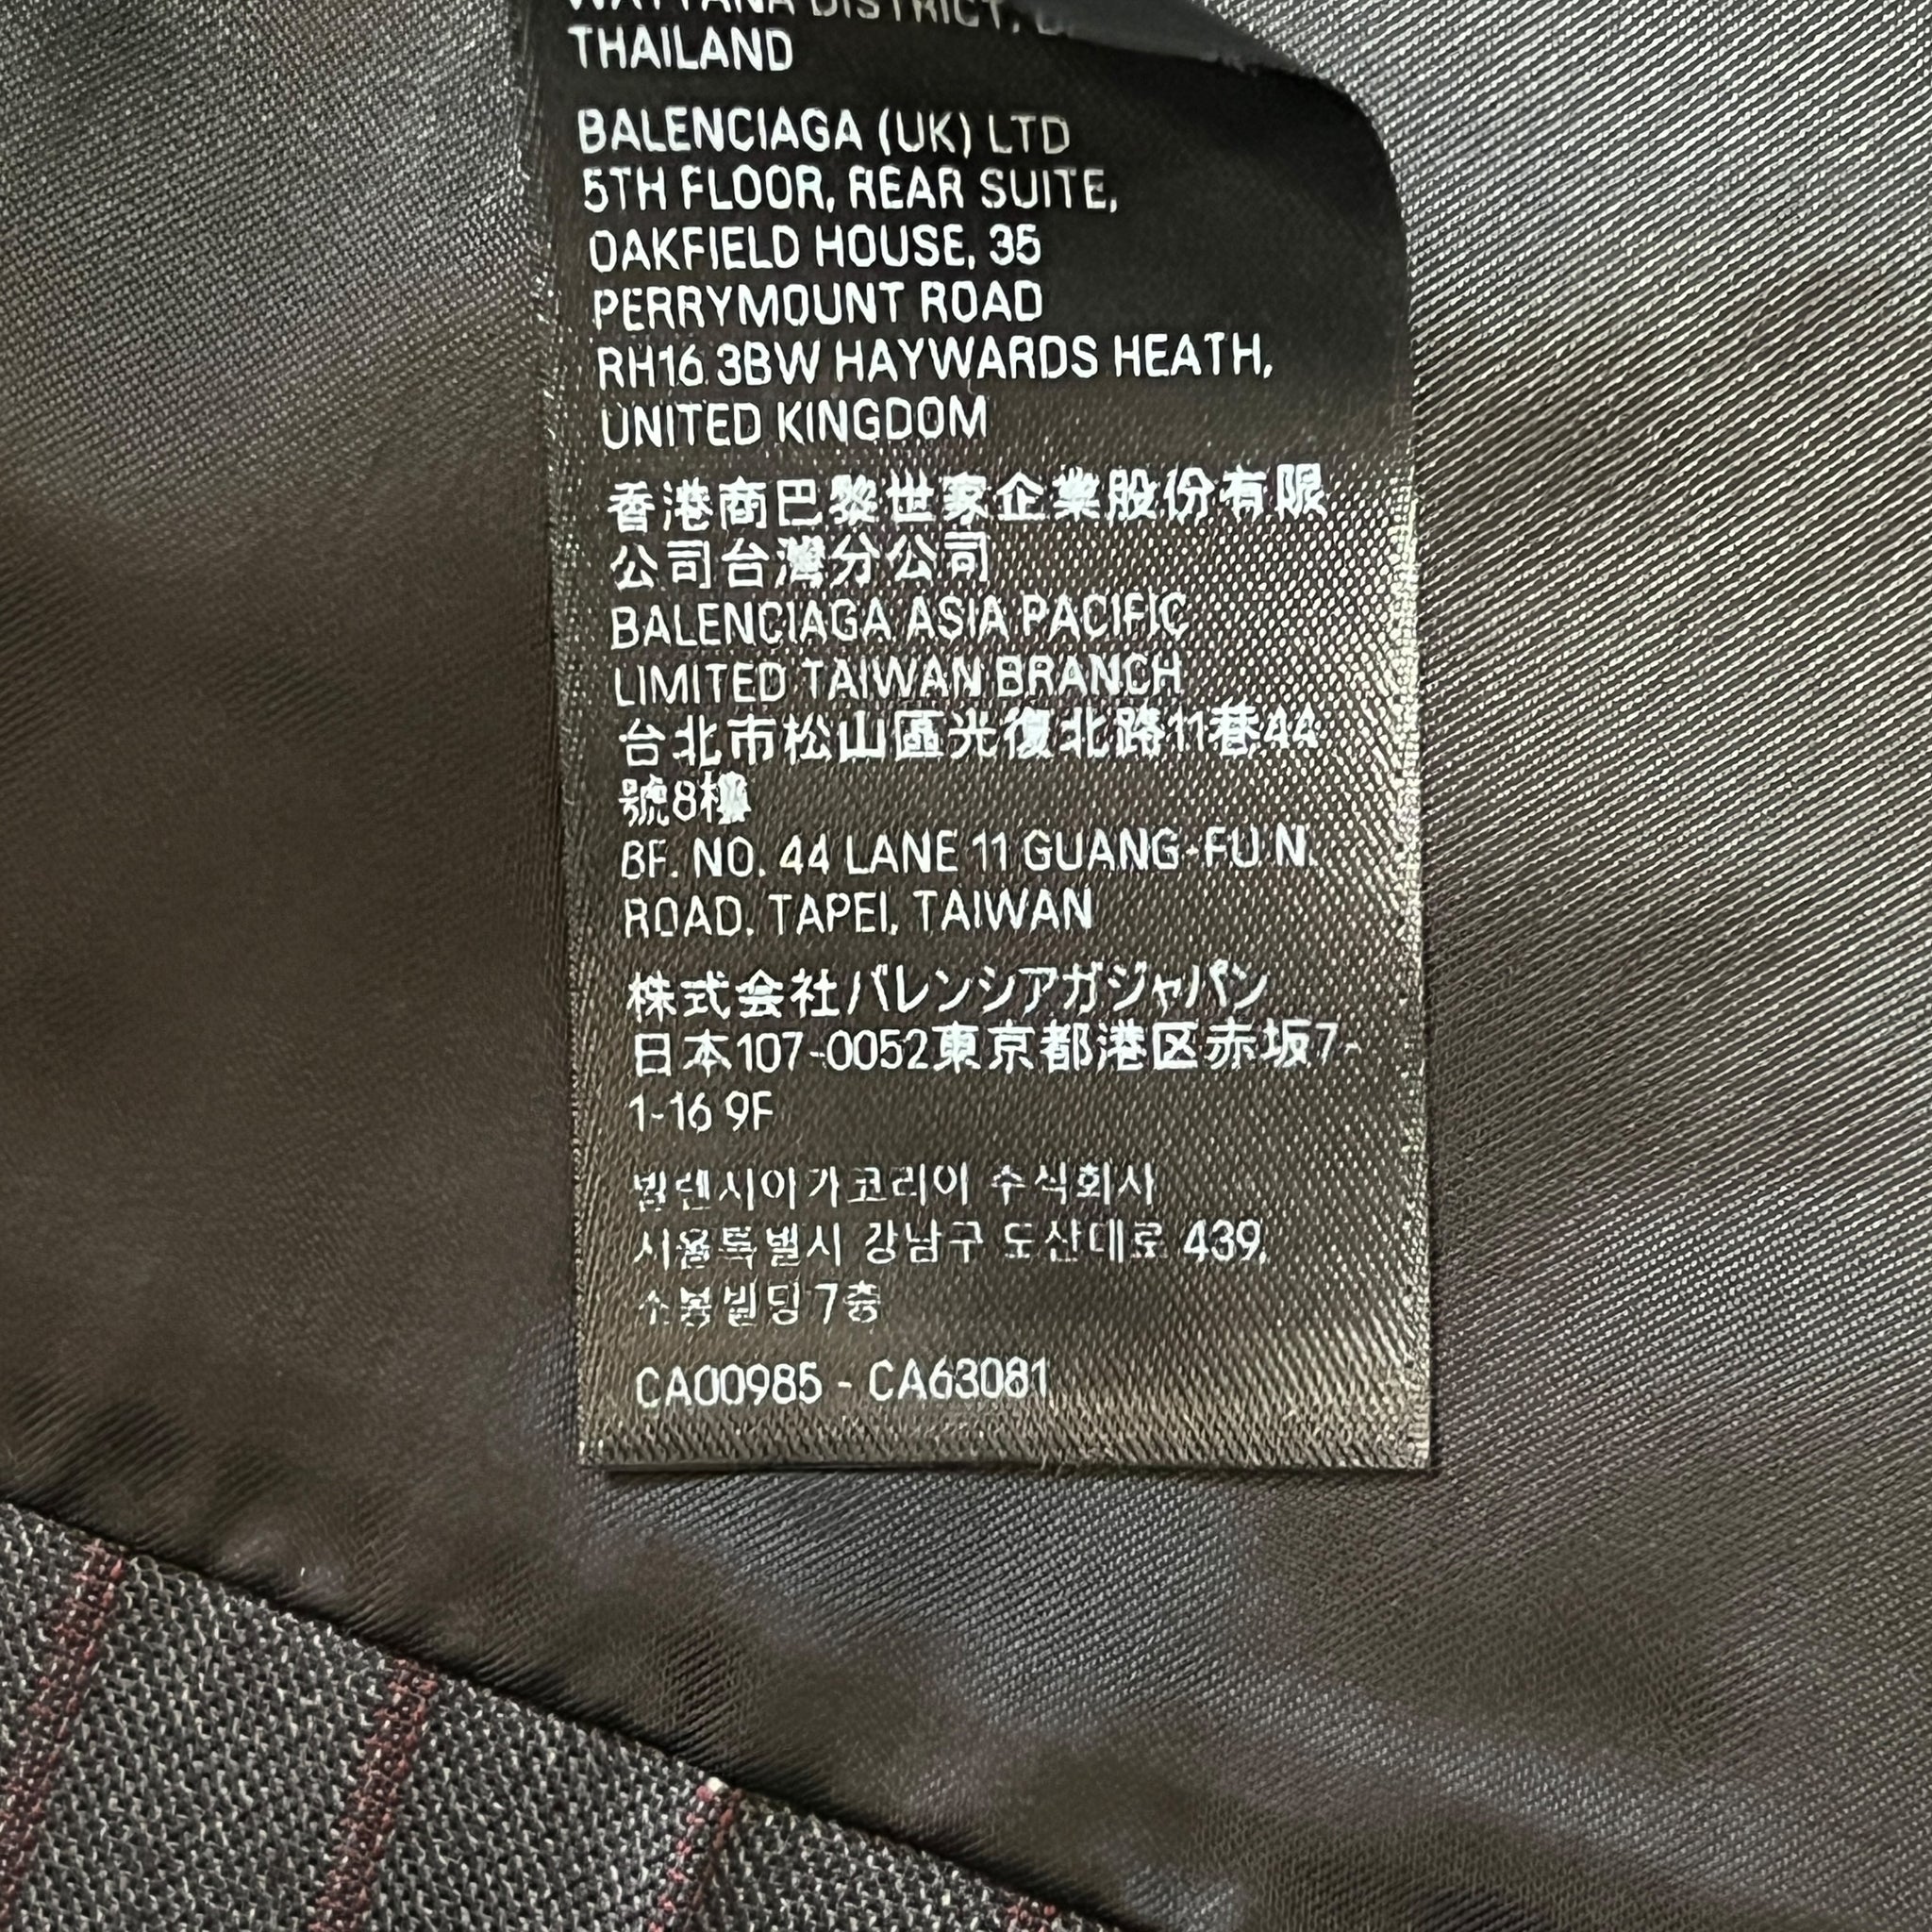 WATTANA DISTRICT,
THAILAND
BALENCIAGA (UK) LTD
5TH FLOOR, REAR SUITE,
OAKFIELD HOUSE, 35
PERRYMOUNT ROAD
RH16 3BW HAYWARDS HEATH,
UNITED KINGDOM
香港商巴黎世家企業股份有限
公司台灣分公司
BALENCIAGA ASIA PACIFIC
LIMITED TAIWAN BRANCH
台北市松山區光復北路11巷44
號8樓
8F. NO. 44 LANE 11 GUANG-FU N.
ROAD. TAPEI, TAIWAN
株式会社バレンシアガジャパン
日本107-0052東京都港区赤坂7-
1-16 9F
발렌시아가코리아 주식회사
서울특별시 강남구 도산대로 439,
소봉빌딩 7층
CA00985 - CA63081